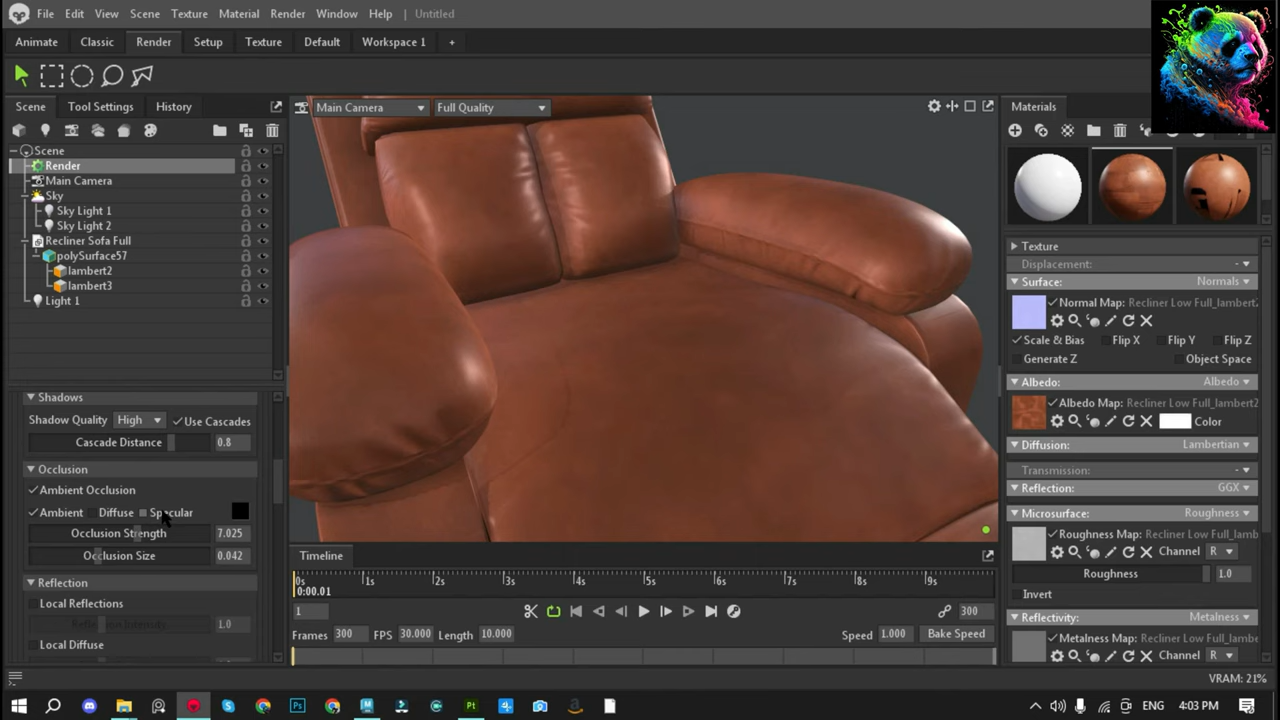 File Edit View Scene Texture Material Render Window Help Untitled
Animate Classic Render Setup Texture Default Workspace 1 +
Scene Tool Settings History
Main Camera Full Quality
Materials
Scene
Render
Main Camera
Sky
Sky Light 1
Sky Light 2
Recliner Sofa Full
polySurface57
lambert2
lambert3
Light 1
Shadows
Shadow Quality High Use Cascades
Cascade Distance 0.8
Occlusion
Ambient Occlusion
Ambient Diffuse Specular
Occlusion Strength 7.025
Occlusion Size 0.042
Reflection
Local Reflections
1.0
Local Diffuse
Timeline
0s 1s 2s 3s 4s 5s 6s 7s 8s 9s
0:00.01
1 300
Frames 300 FPS 30.000 Length 10.000 Speed 1.000 Bake Speed
Texture
Displacement: -
Surface: Normals
Normal Map: Recliner Low Full_lambert2
Scale & Bias Flip X Flip Y Flip Z
Generate Z Object Space
Albedo: Albedo
Albedo Map: Recliner Low Full_lambert2
Color
Diffusion: Lambertian
Transmission: -
Reflection: GGX
Microsurface: Roughness
Roughness Map: Recliner Low Full_lamb
Channel R
Roughness 1.0
Invert
Reflectivity: Metalness
Metalness Map: Recliner Low Full_lambe
Channel R
VRAM: 21%
ENG 4:03 PM